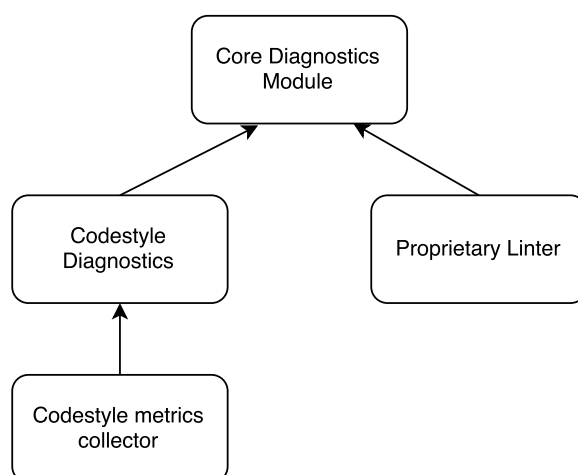 Core Diagnostics
Module
Codestyle
Diagnostics
Proprietary Linter
Codestyle metrics
collector